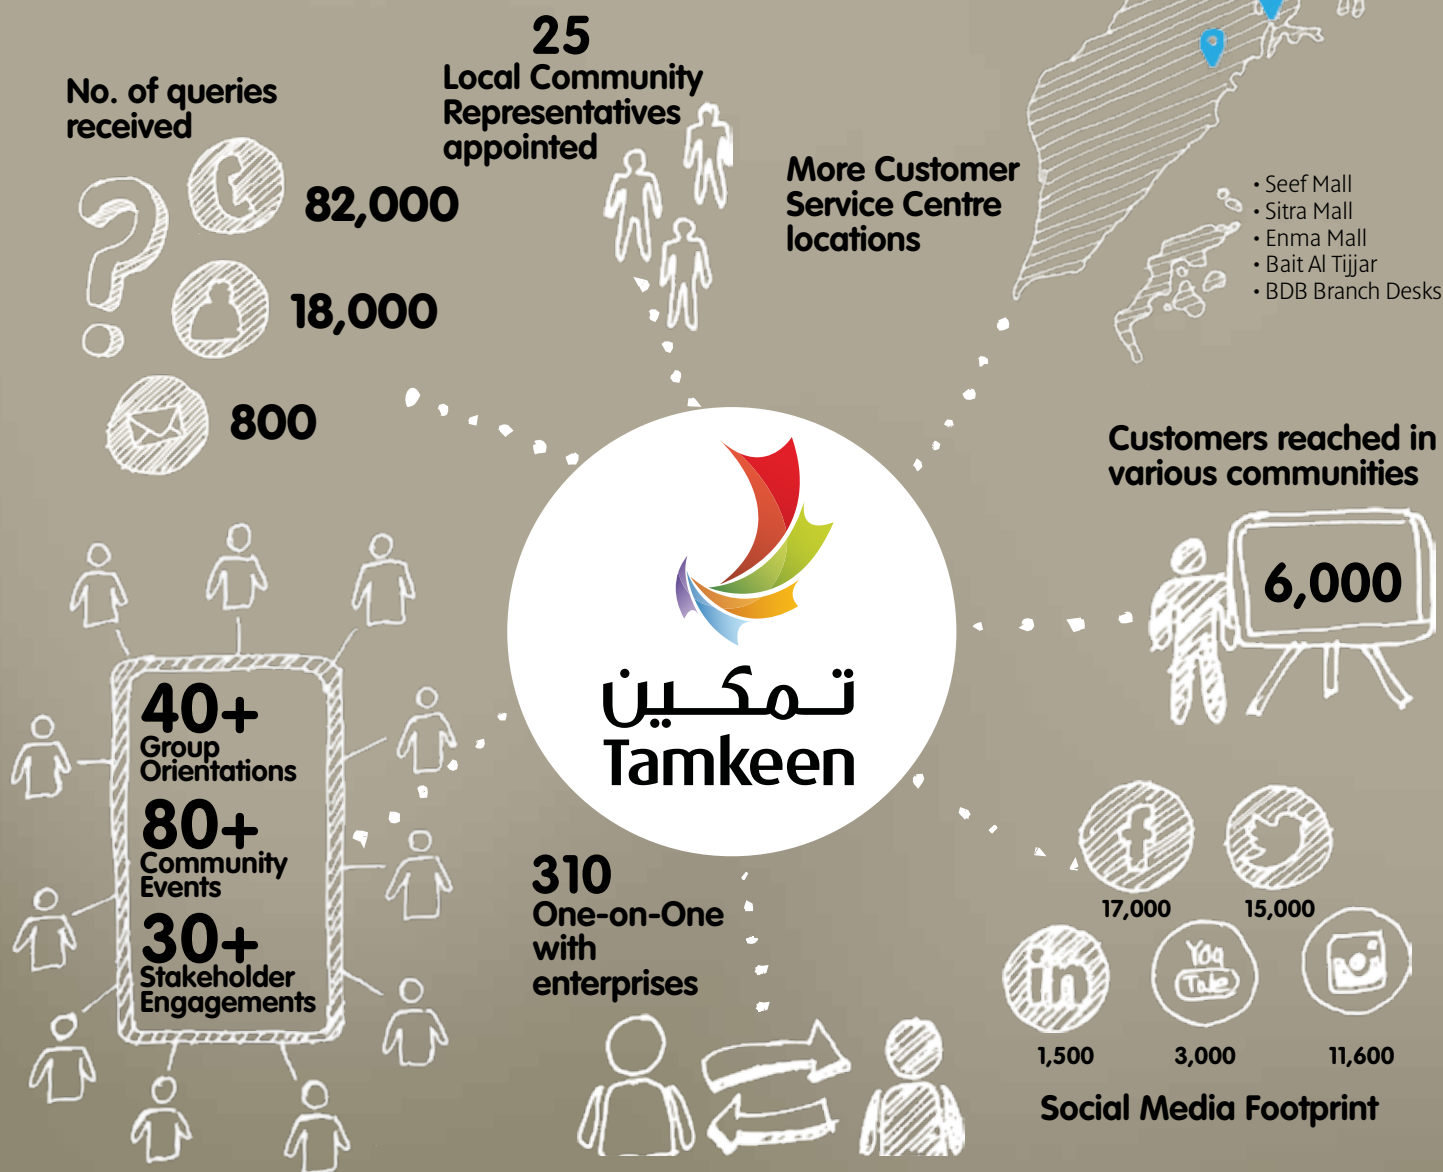 25
Local Community
Representatives
appointed
No. of queries
received
82,000
18,000
800
More Customer
Service Centre
locations
• Seef Mall
• Sitra Mall
• Enma Mall
• Bait Al Tijjar
• BDB Branch Desks
Customers reached in
various communities
6,000
تمكين
Tamkeen
40+
Group
Orientations
80+
Community
Events
30+
Stakeholder
Engagements
310
One-on-One
with
enterprises
f
17,000
15,000
in
You
Tube
1,500
3,000
11,600
Social Media Footprint